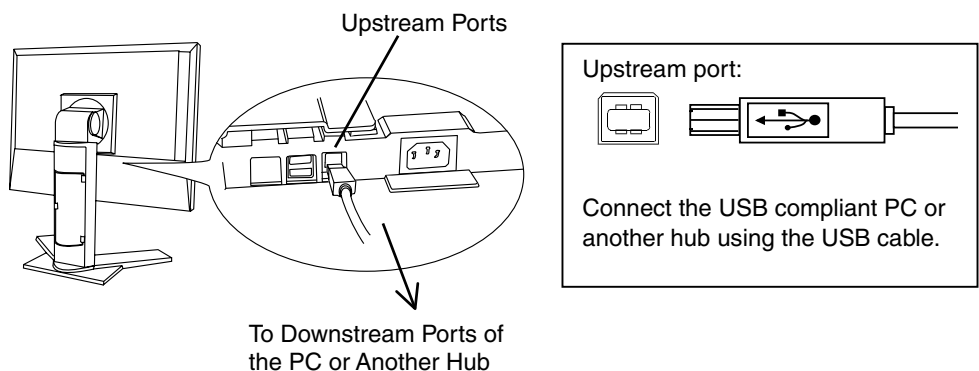 Upstream Ports
To Downstream Ports of
the PC or Another Hub
Upstream port:
Connect the USB compliant PC or
another hub using the USB cable.